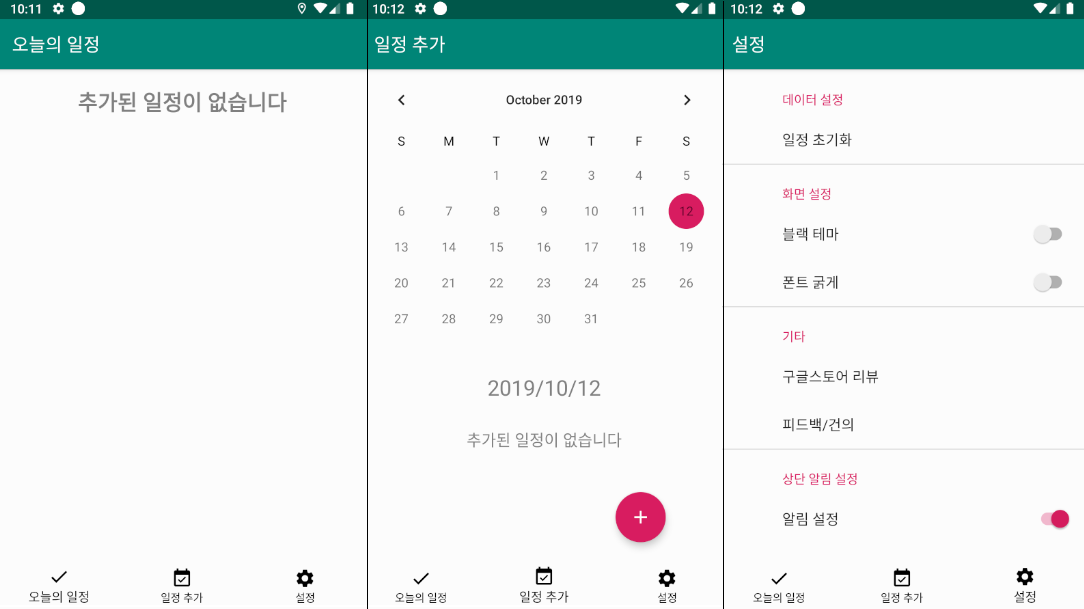 10:11
오늘의 일정
추가된 일정이 없습니다
오늘의 일정 일정 추가 설정
10:12
일정 추가
October 2019
S M T W T F S
1 2 3 4 5
6 7 8 9 10 11 12
13 14 15 16 17 18 19
20 21 22 23 24 25 26
27 28 29 30 31
2019/10/12
추가된 일정이 없습니다
+
오늘의 일정 일정 추가 설정
10:12
설정
데이터 설정
일정 초기화
화면 설정
블랙 테마
폰트 굵게
기타
구글스토어 리뷰
피드백/건의
상단 알림 설정
알림 설정
오늘의 일정 일정 추가 설정